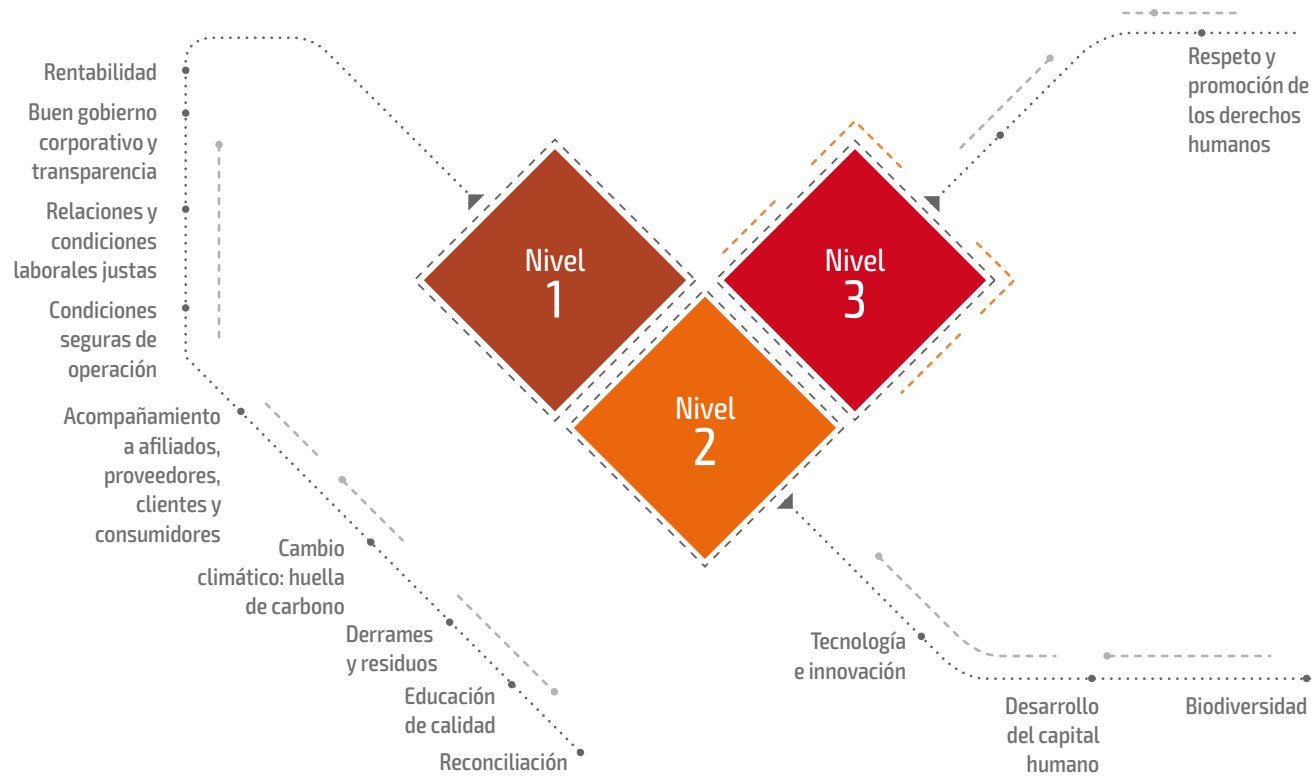 Rentabilidad
Buen gobierno
corporativo y
transparencia
Relaciones y
condiciones
laborales justas
Condiciones
seguras de
operación
Acompañamiento
a afiliados,
proveedores,
clientes y
consumidores
Cambio
climático: huella
de carbono
Derrames
y residuos
Educación
de calidad
Reconciliación
Nivel
1
Nivel
2
Tecnología
e innovación
Desarrollo
del capital
humano
Biodiversidad
Nivel
3
Respeto y
promoción de
los derechos
humanos